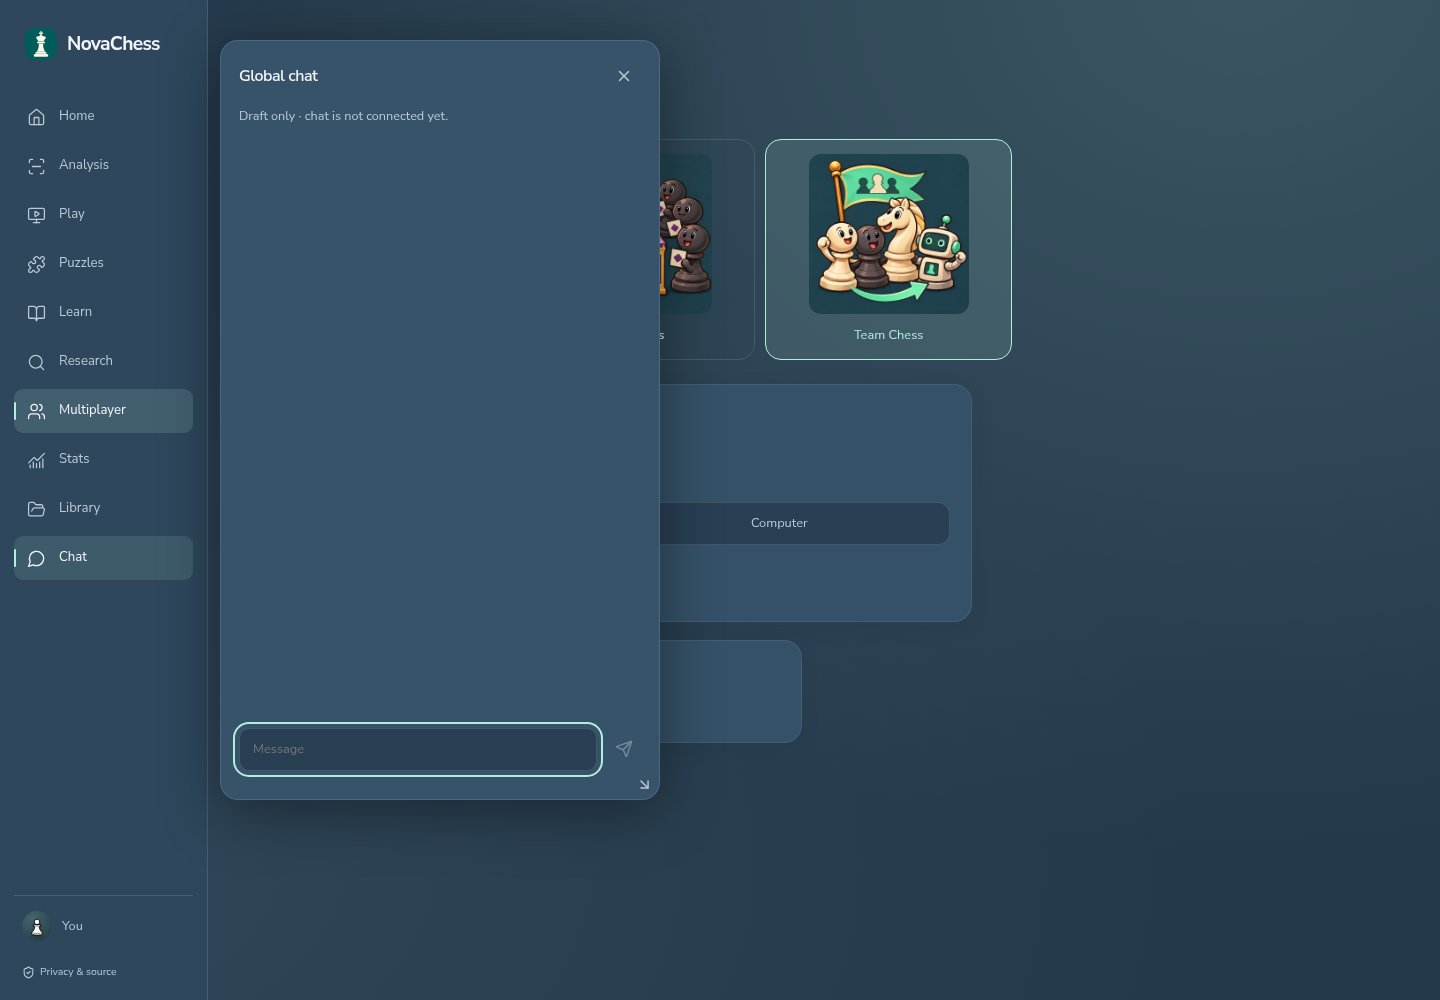 NovaChess
Home
Analysis
Play
Puzzles
Learn
Research
Multiplayer
Stats
Library
Chat
You
Privacy & source
Global chat
Draft only · chat is not connected yet.
Message
Team Chess
Computer